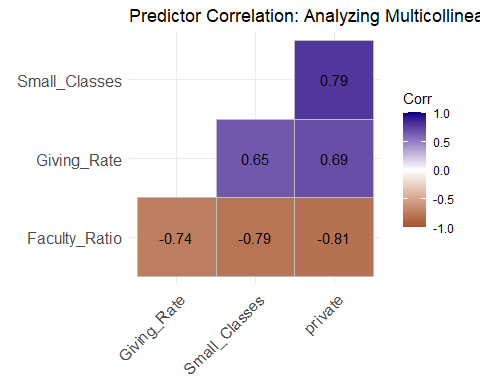 Predictor Correlation: Analyzing Multicollinea
Small_Classes
0.79
Giving_Rate
0.65
0.69
Faculty_Ratio
-0.74
-0.79
-0.81
Giving_Rate
Small_Classes
private
Corr
1.0
0.5
0.0
-0.5
-1.0